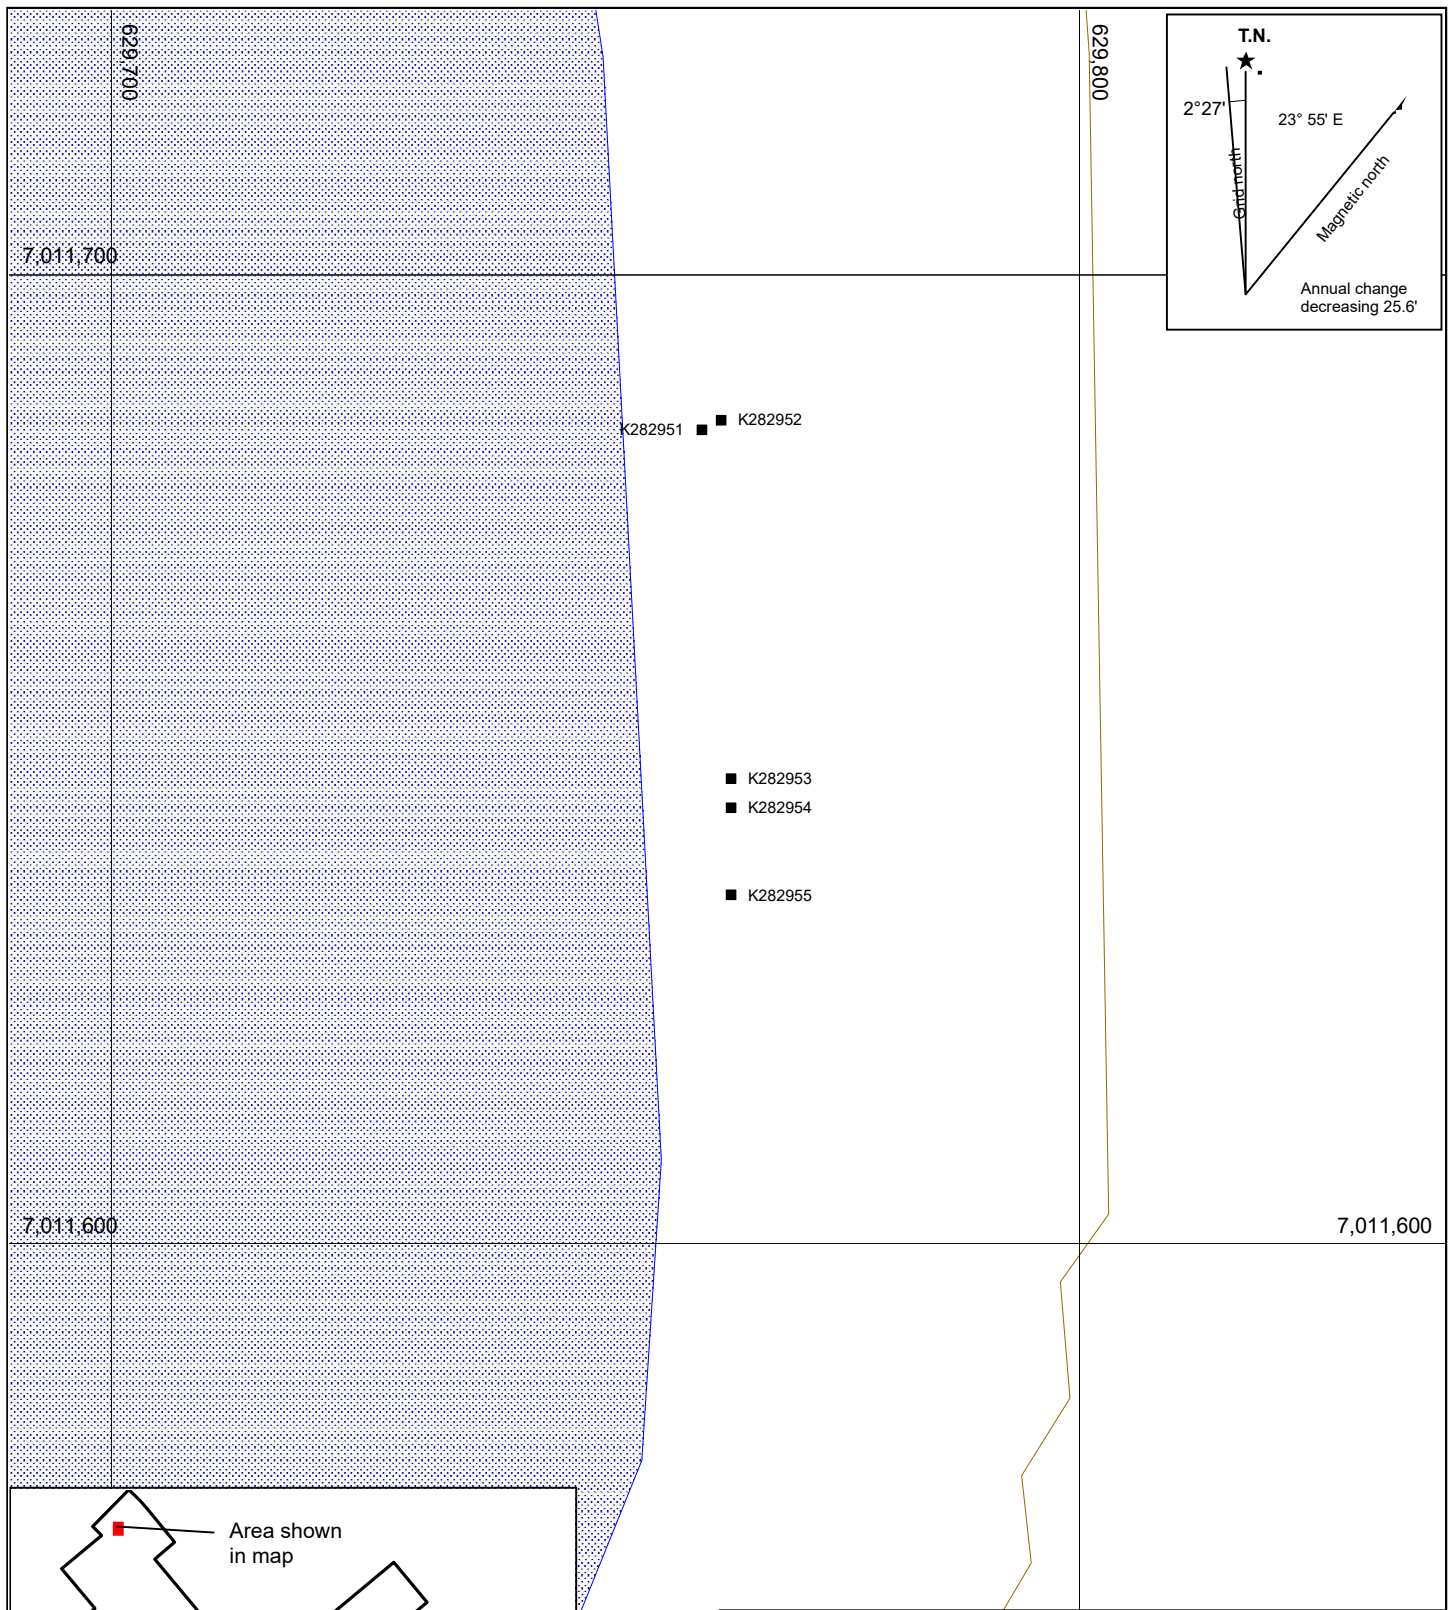 629,700
629,800
T.N.
2°27'
23° 55' E
Grid north
Magnetic north
Annual change
decreasing 25.6'
7,011,700
K282952
K282951
K282953
K282954
K282955
7,011,600
7,011,600
Area shown
in map